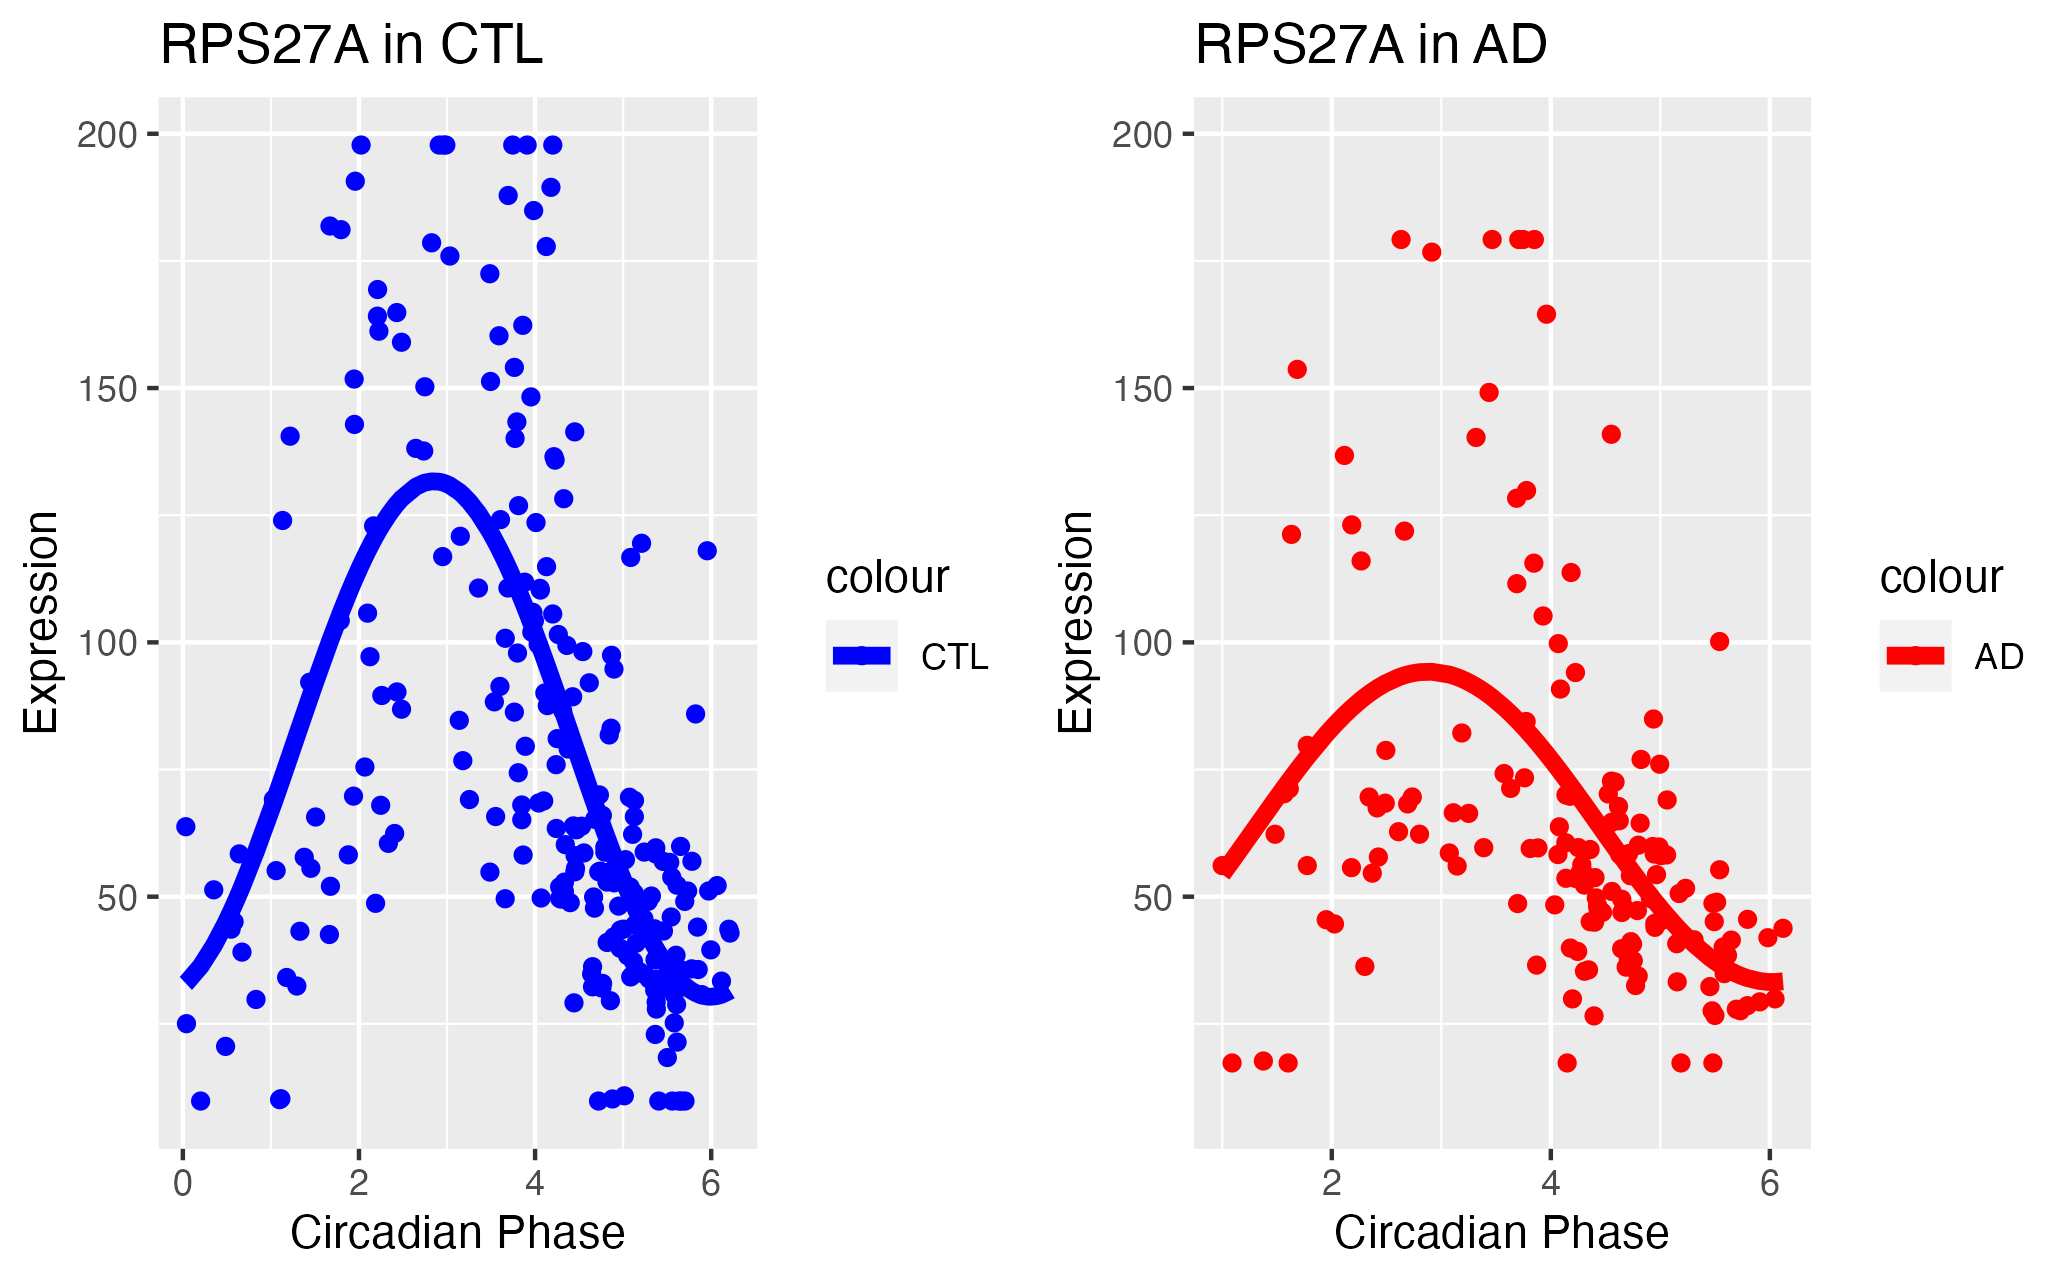 RPS27A in CTL
200
150
100
50
Expression
0 2 4 6
Circadian Phase
colour
CTL
RPS27A in AD
200
150
100
50
Expression
2 4 6
Circadian Phase
colour
AD